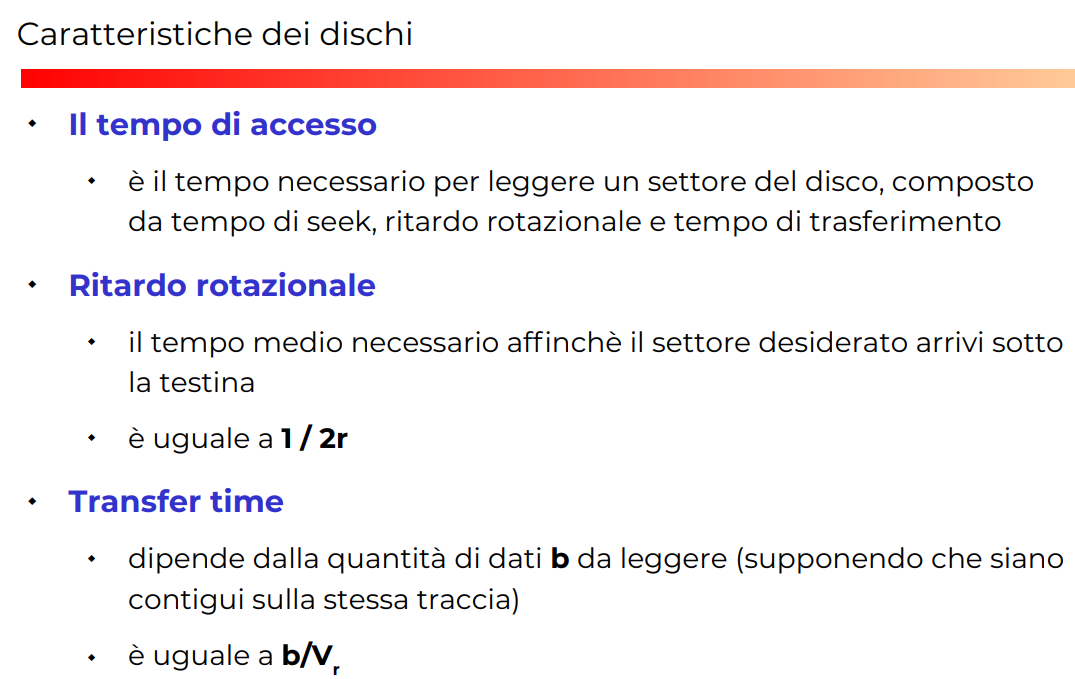 Caratteristiche dei dischi
• Il tempo di accesso
• è il tempo necessario per leggere un settore del disco, composto
da tempo di seek, ritardo rotazionale e tempo di trasferimento
• Ritardo rotazionale
• il tempo medio necessario affinchè il settore desiderato arrivi sotto
la testina
• è uguale a 1 / 2r
• Transfer time
• dipende dalla quantità di dati b da leggere (supponendo che siano
contigui sulla stessa traccia)
• è uguale a b/Vr